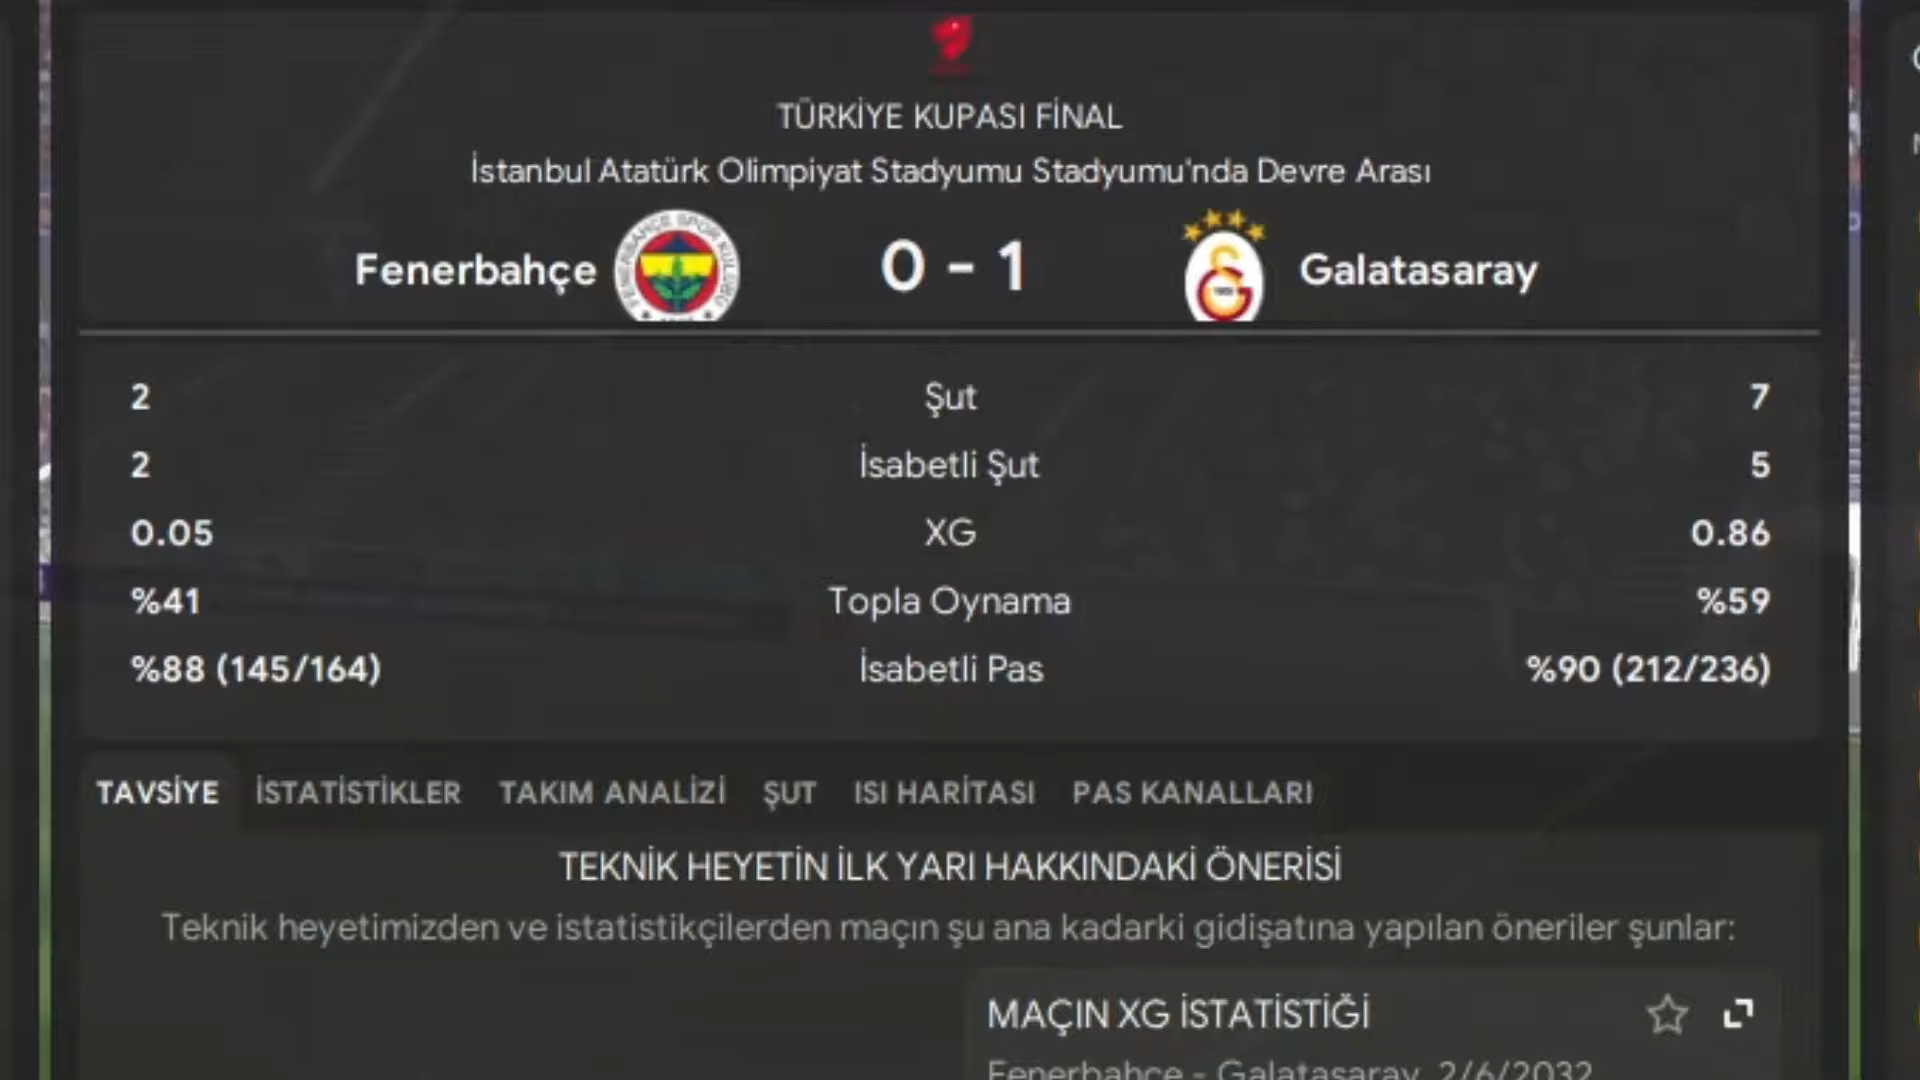 TÜRKİYE KUPASI FİNAL
İstanbul Atatürk Olimpiyat Stadyumu Stadyumu'nda Devre Arası
Fenerbahçe 0 - 1 Galatasaray
2 Şut 7
2 İsabetli Şut 5
0.05 XG 0.86
%41 Topla Oynama %59
%88 (145/164) İsabetli Pas %90 (212/236)
TAVSİYE İSTATİSTİKLER TAKIM ANALİZİ ŞUT ISI HARİTASI PAS KANALLARI
TEKNİK HEYETİN İLK YARI HAKKINDAKİ ÖNERİSİ
Teknik heyetimizden ve istatistikçilerden maçın şu ana kadarki gidişatına yapılan öneriler şunlar:
MAÇIN XG İSTATİSTİĞİ
Fenerbahçe - Galatasaray, 2/6/2032